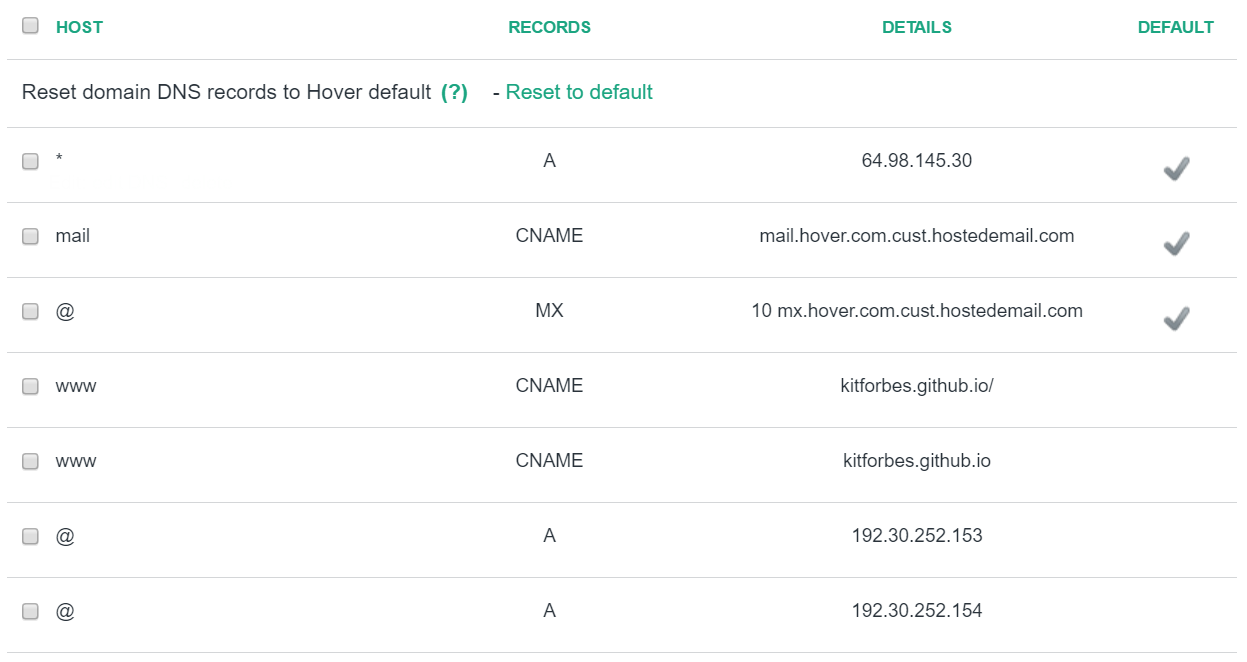 HOST RECORDS DETAILS DEFAULT
Reset domain DNS records to Hover default (?) - Reset to default
* A 64.98.145.30
mail CNAME mail.hover.com.cust.hostedemail.com
@ MX 10 mx.hover.com.cust.hostedemail.com
www CNAME kitforbes.github.io/
www CNAME kitforbes.github.io
@ A 192.30.252.153
@ A 192.30.252.154